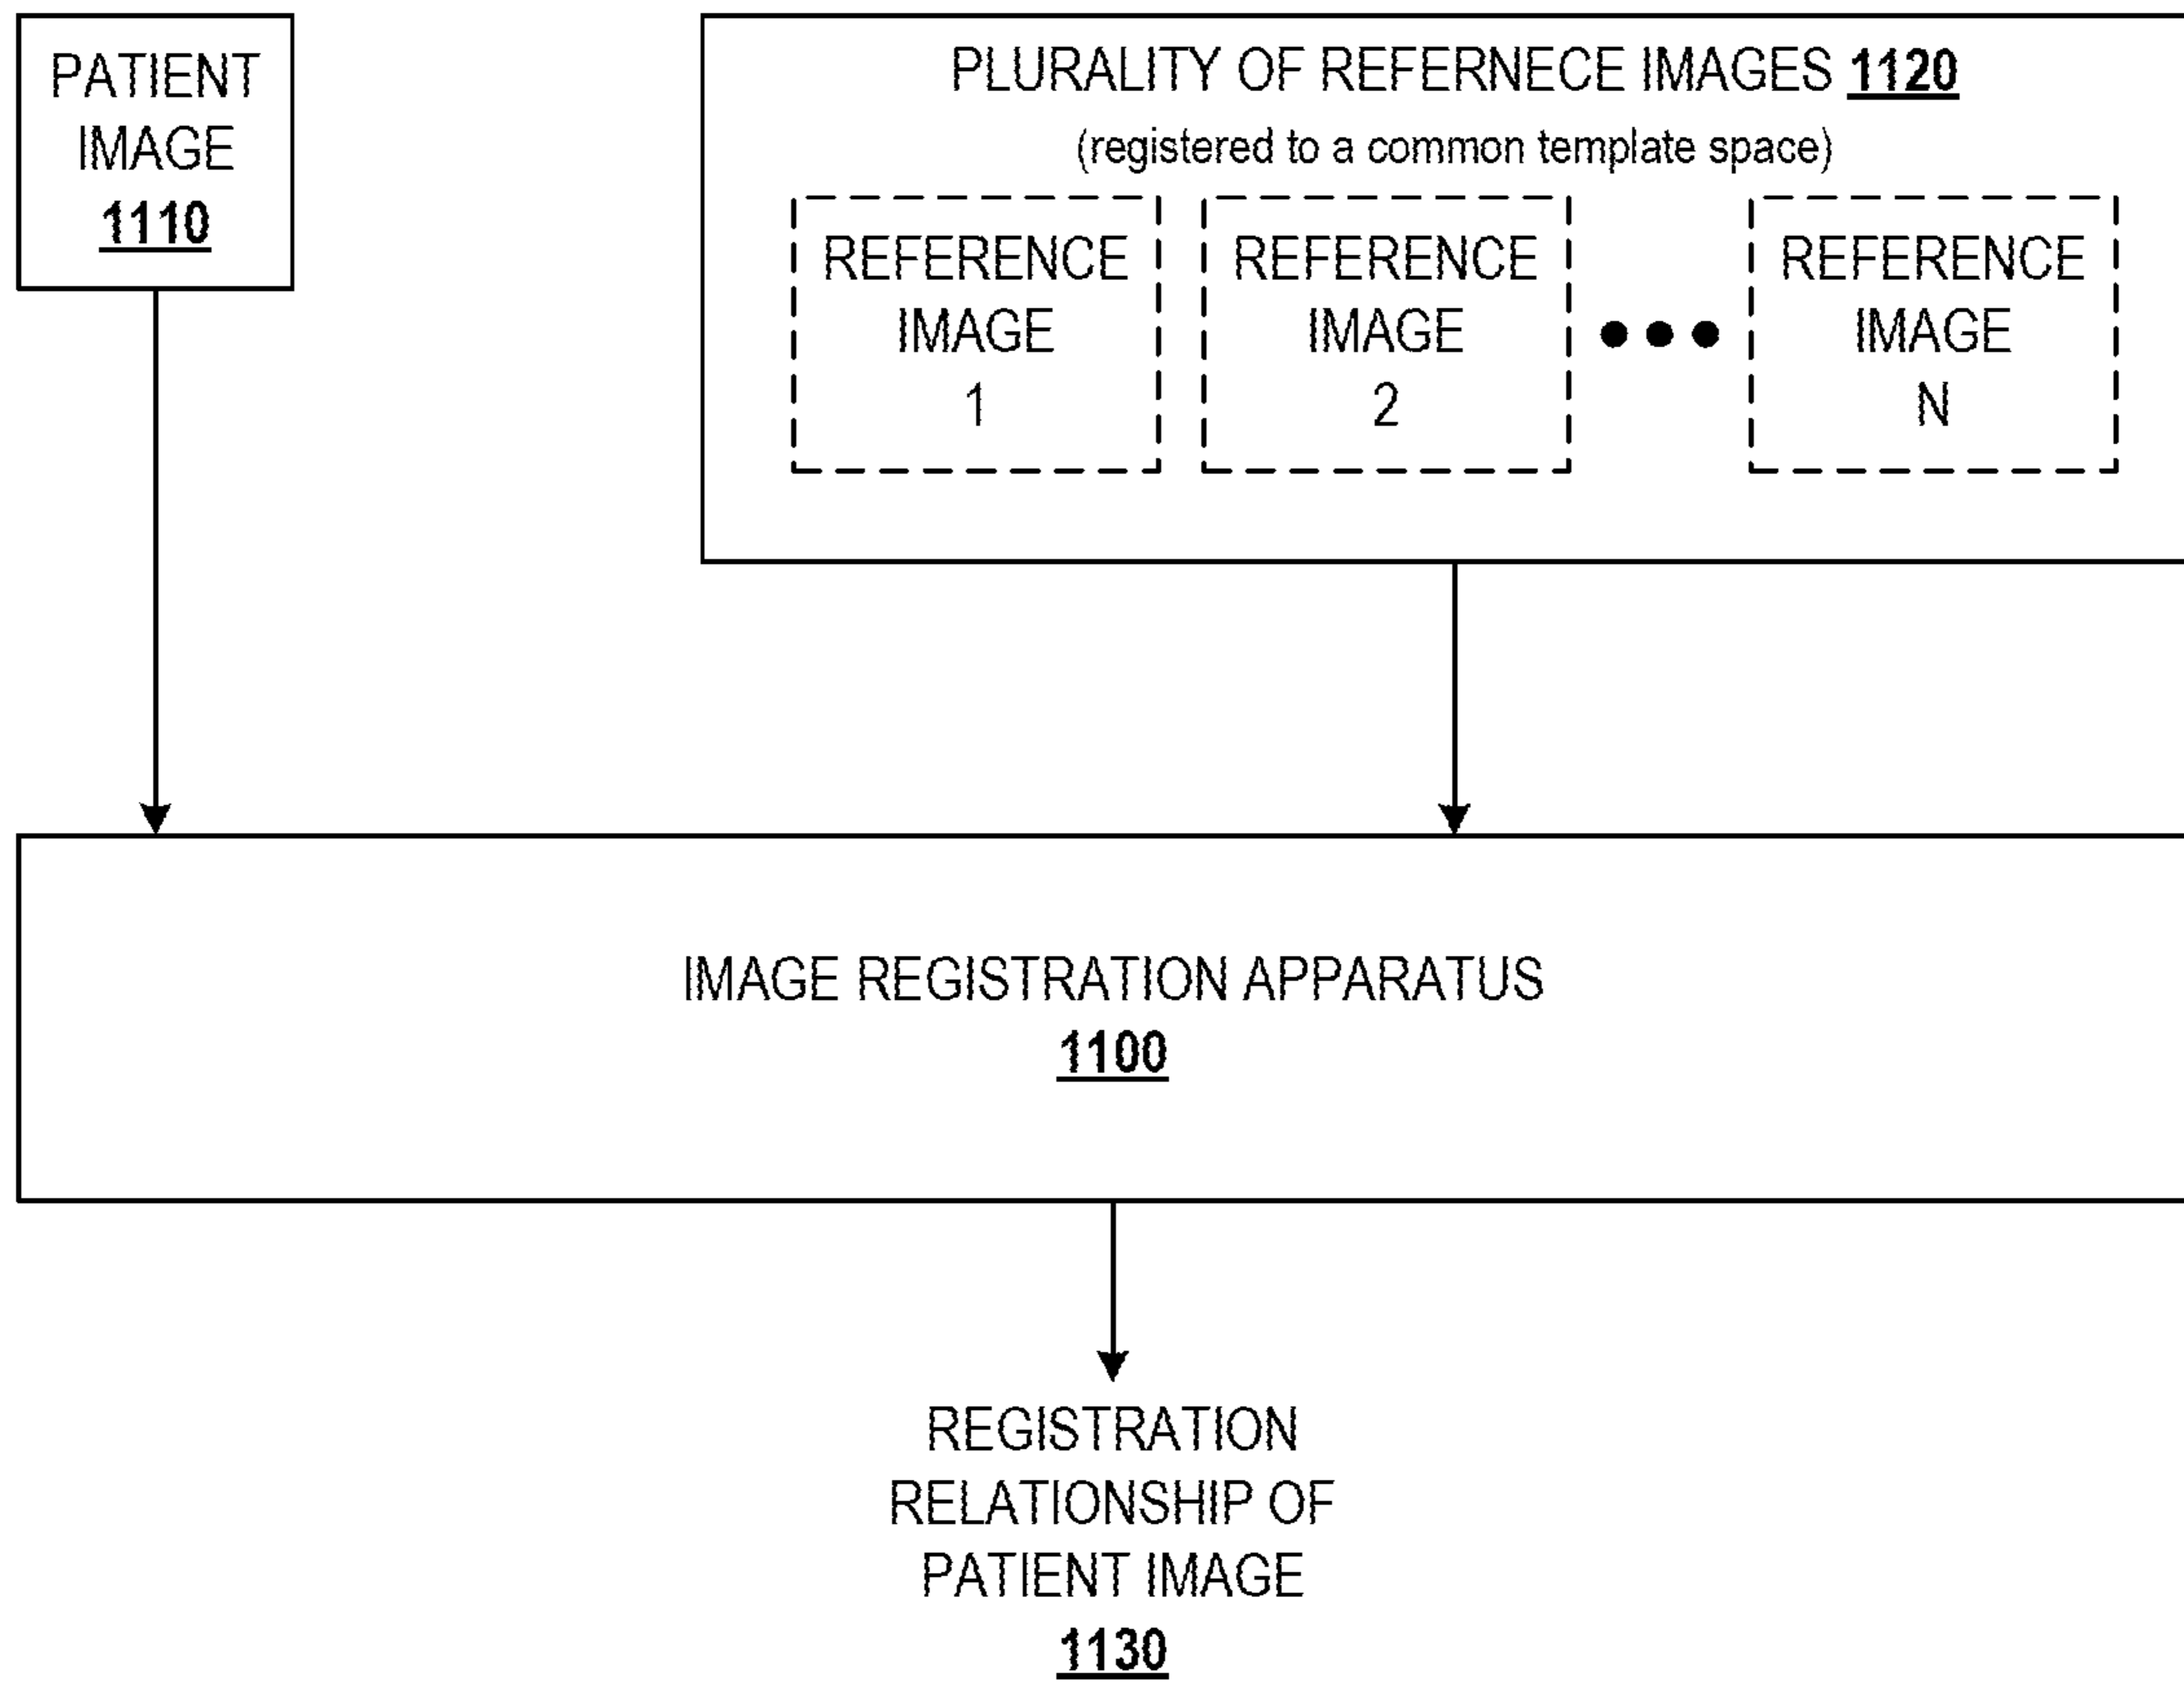 PATIENT
IMAGE
1110
PLURALITY OF REFERNECE IMAGES 1120
(registered to a common template space)
REFERENCE
IMAGE
1
REFERENCE
IMAGE
2
REFERENCE
IMAGE
N
IMAGE REGISTRATION APPARATUS
1100
REGISTRATION
RELATIONSHIP OF
PATIENT IMAGE
1130